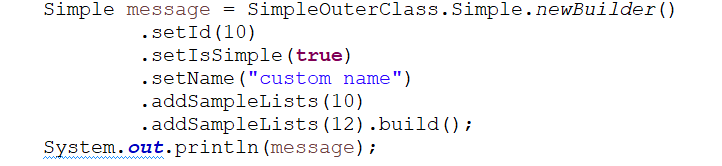 Simple message = SimpleOuterClass.Simple.newBuilder()
.setId(10)
.setIsSimple(true)
.setName("custom name")
.addSampleLists(10)
.addSampleLists(12).build();
System.out.println(message);